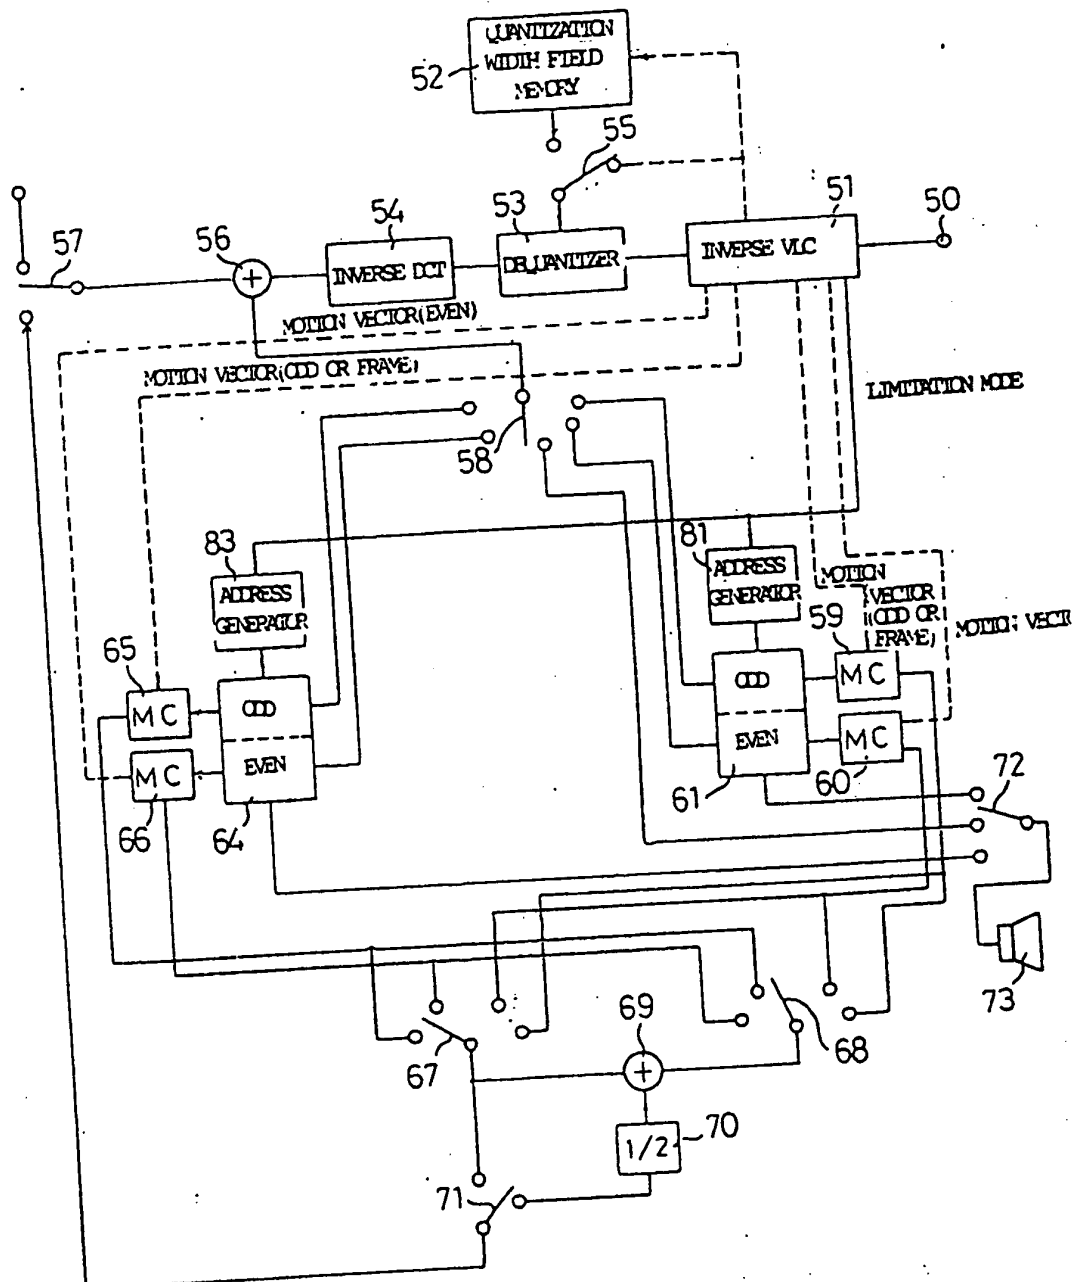 QUANTIZATION
WIDTH FIELD
MEMORY
52
55
51
50
53
54
56
57
INVERSE VLC
DEQUANTIZER
INVERSE DCT
MOTION VECTOR(EVEN)
MOTION VECTOR(ODD OR FRAME)
LIMITATION MODE
58
83
81
ADDRESS
GENERATOR
ADDRESS
GENERATOR
MOTION
VECTOR
(ODD OR
FRAME)
MOTION VECT
59
65
MC
ODD
ODD
MC
MC
EVEN
EVEN
MC
66
64
61
60
72
73
69
67
68
1/2
70
71